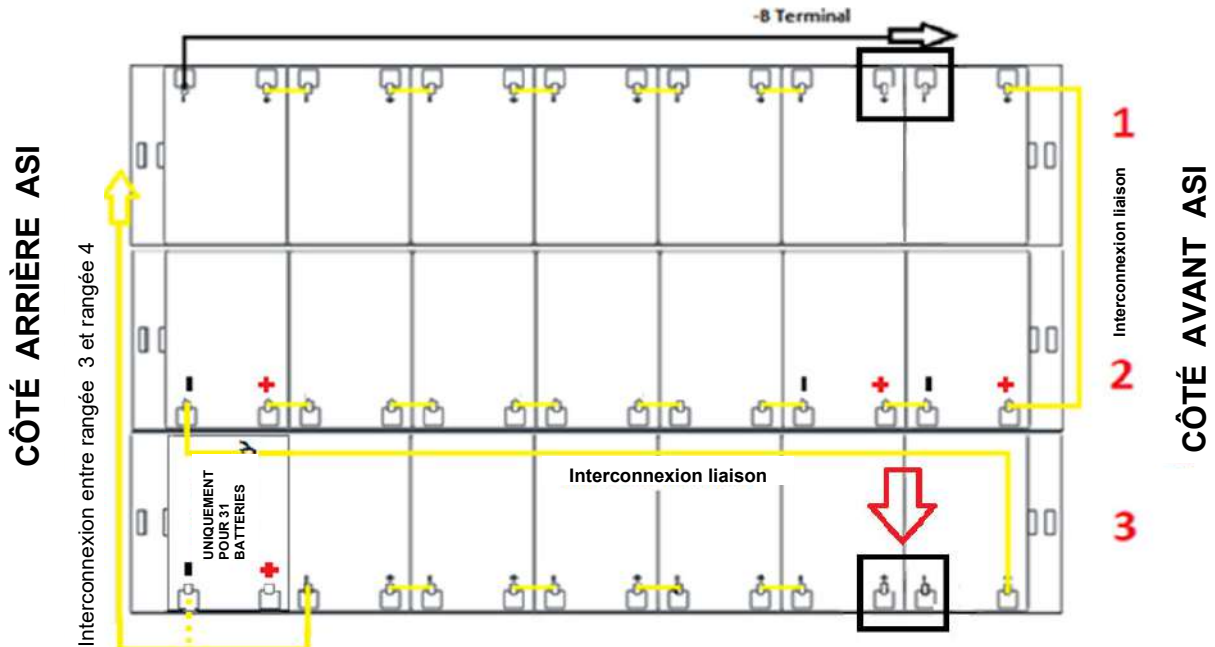 -B Terminal
CÔTÉ ARRIÈRE ASI
Interconnexion entre rangée 3 et rangée 4
1
Interconnexion liaison
CÔTÉ AVANT ASI
2
Interconnexion liaison
UNIQUEMENT
POUR 31
BATTERIES
3